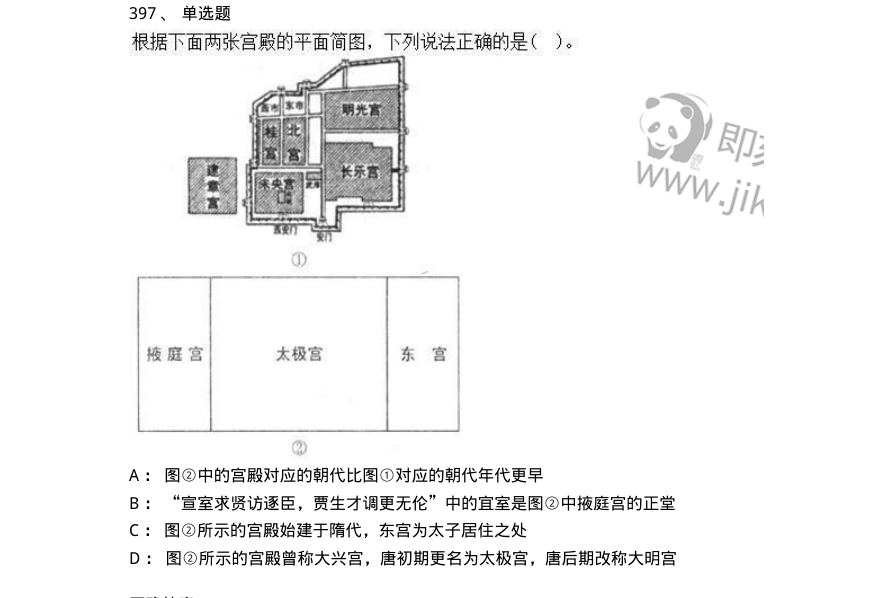 397 、 单选题
根据下面两张宫殿的平面简图，下列说法正确的是(    )。
即
www.jik
西市 东市
明光宫
桂宫
北宫
建章宫
未央宫
武库
长乐宫
西安门
安门
①
掖庭宫 太极宫 东 宫
②
A ： 图②中的宫殿对应的朝代比图①对应的朝代年代更早
B ： “宣室求贤访逐臣，贾生才调更无伦”中的宣室是图②中掖庭宫的正堂
C ： 图②所示的宫殿始建于隋代，东宫为太子居住之处
D ： 图②所示的宫殿曾称大兴宫，唐初期更名为太极宫，唐后期改称大明宫